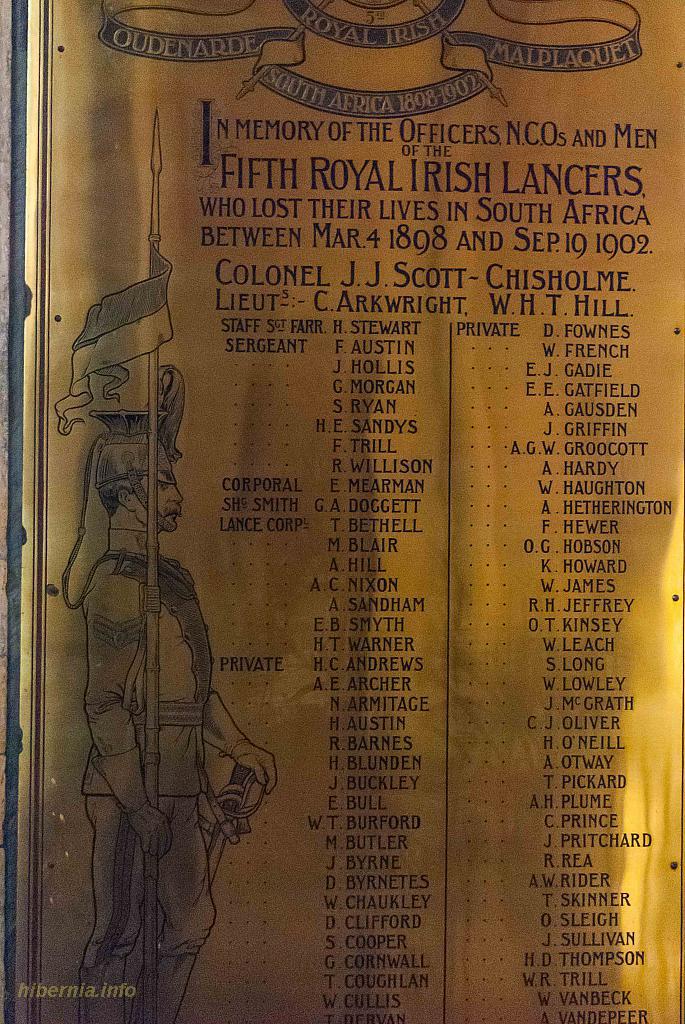 5TH
ROYAL IRISH
OUDENARDE
MALPLAQUET
SOUTH AFRICA 1898-1902
IN MEMORY OF THE OFFICERS, N.C.OS AND MEN
OF THE
FIFTH ROYAL IRISH LANCERS,
WHO LOST THEIR LIVES IN SOUTH AFRICA
BETWEEN MAR. 4 1898 AND SEP. 19 1902.
COLONEL J. J. SCOTT-CHISHOLME.
LIEUTS:- C. ARKWRIGHT, W. H. T. HILL.
STAFF SGT FARR. H. STEWART
SERGEANT F. AUSTIN
J. HOLLIS
G. MORGAN
S. RYAN
H. E. SANDYS
F. TRILL
R. WILLISON
CORPORAL E. MEARMAN
SHG SMITH G. A. DOGGETT
LANCE CORPL T. BETHELL
M. BLAIR
A. HILL
A. C. NIXON
A. SANDHAM
E. B. SMYTH
H. T. WARNER
PRIVATE H. C. ANDREWS
A. E. ARCHER
N. ARMITAGE
H. AUSTIN
R. BARNES
H. BLUNDEN
J. BUCKLEY
E. BULL
W. T. BURFORD
M. BUTLER
J. BYRNE
D. BYRNETES
W. CHAUKLEY
D. CLIFFORD
S. COOPER
G. CORNWALL
T. COUGHLAN
W. CULLIS
T. DERVAN
PRIVATE D. FOWNES
W. FRENCH
E. J. GADIE
E. E. GATFIELD
A. GAUSDEN
J. GRIFFIN
A. G. W. GROOCOTT
A. HARDY
W. HAUGHTON
A. HETHERINGTON
F. HEWER
O. G. HOBSON
K. HOWARD
W. JAMES
R. H. JEFFREY
O. T. KINSEY
W. LEACH
S. LONG
W. LOWLEY
J. McGRATH
C. J. OLIVER
H. O'NEILL
A. OTWAY
T. PICKARD
A. H. PLUME
C. PRINCE
J. PRITCHARD
R. REA
A. W. RIDER
T. SKINNER
O. SLEIGH
J. SULLIVAN
H. D. THOMPSON
W. R. TRILL
W. VANBECK
A. VANDEPEER
hibernia.info